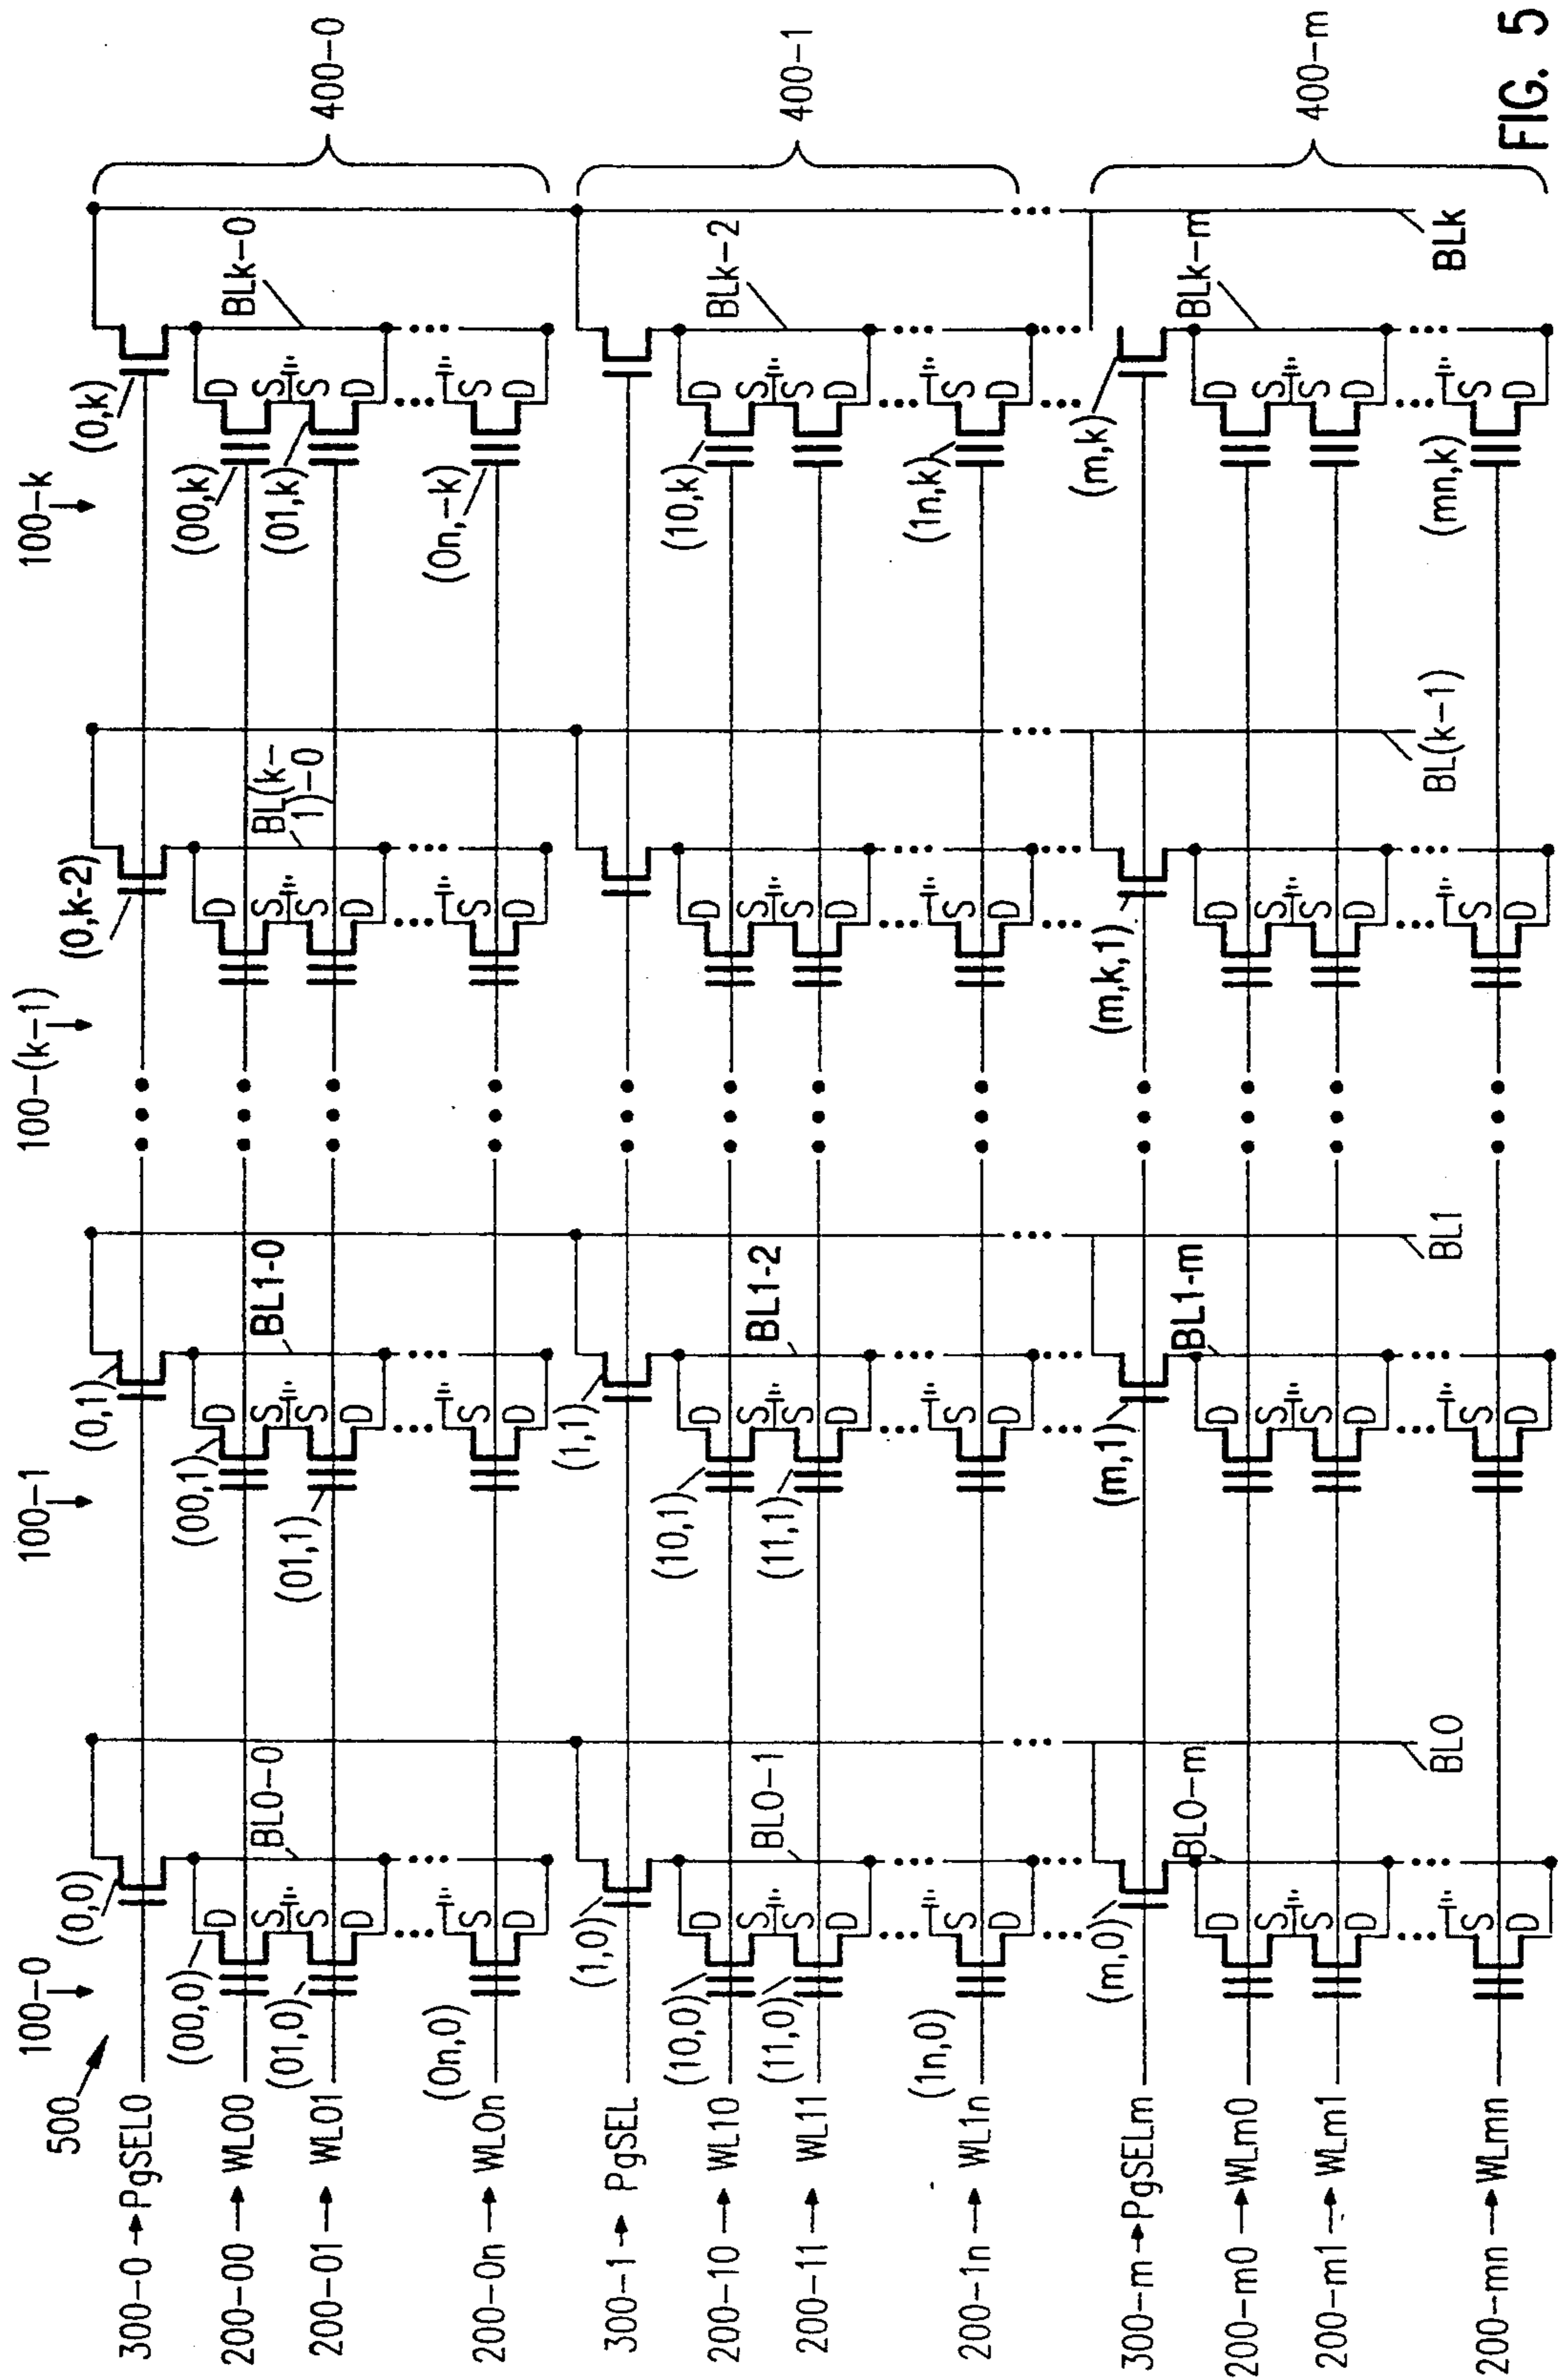 500
100-0
100-1
100-(k-1)
100-k
300-0 PgSEL0
(0,0)
(0,1)
(0,k-2)
(0,k)
200-00 WL00
(00,0)
D
S
BL0-0
(00,1)
D
S
BL1-0
D
S
BL(k-
1)-0
(00,k)
D
S
BLk-0
400-0
200-01 WL01
(01,0)
S
D
(01,1)
S
D
S
D
(01,k)
S
D
200-0n WL0n
(0n,0)
S
D
S
D
S
D
(0n,-k)
S
D
300-1 PgSEL
(1,0)
(1,1)
200-10 WL10
(10,0)
D
S
BL0-1
(10,1)
D
S
BL1-2
D
S
(10,k)
D
S
BLk-2
400-1
200-11 WL11
(11,0)
S
D
(11,1)
S
D
S
D
S
D
200-1n WL1n
(1n,0)
S
D
S
D
S
D
(1n,k)
S
D
300-m PgSELm
(m,0)
(m,1)
(m,k,1)
(m,k)
200-m0 WLm0
D
S
BL0-m
D
S
BL1-m
D
S
D
S
BLk-m
400-m
200-m1 WLm1
S
D
S
D
S
D
S
D
BL0
BL1
BL(k-1)
BLk
200-mn WLmn
S
D
S
D
S
D
(mn,k)
S
D
FIG. 5